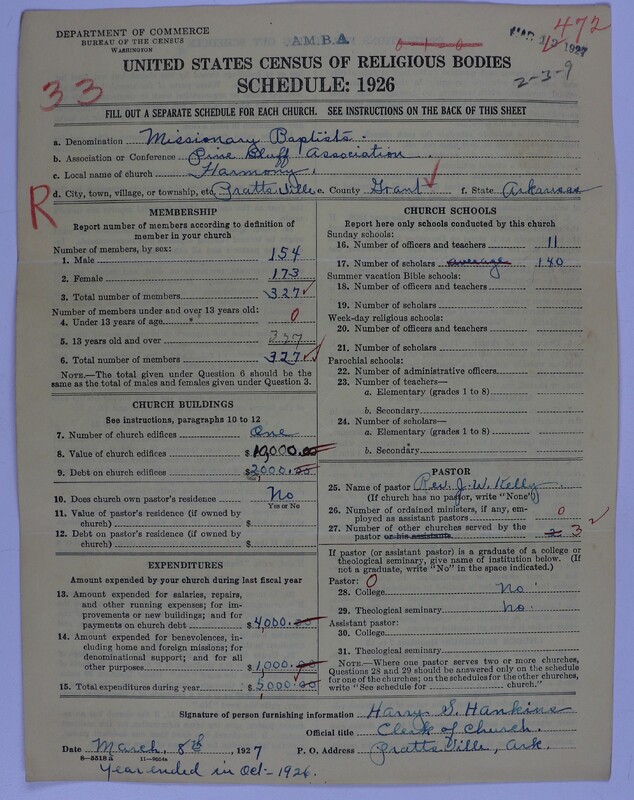 DEPARTMENT OF COMMERCE
BUREAU OF THE CENSUS
WASHINGTON
A.M.B.A.
472
1927
2-3-9
33
UNITED STATES CENSUS OF RELIGIOUS BODIES
SCHEDULE: 1926
FILL OUT A SEPARATE SCHEDULE FOR EACH CHURCH. SEE INSTRUCTIONS ON THE BACK OF THIS SHEET
a. Denomination Missionary Baptists.
b. Association or Conference Pine Bluff Association.
c. Local name of church Harmony.
R
d. City, town, village, or township, etc. Prattsville e. County Grant f. State Arkansas
MEMBERSHIP
Report number of members according to definition of member in your church
Number of members, by sex:
1. Male 154
2. Female 173
3. Total number of members 327
Number of members under and over 13 years old:
4. Under 13 years of age 0
5. 13 years old and over 327
6. Total number of members 327
NOTE.—The total given under Question 6 should be the same as the total of males and females given under Question 3.
CHURCH BUILDINGS
See instructions, paragraphs 10 to 12
7. Number of church edifices One
8. Value of church edifices $10,000.00
9. Debt on church edifices $2000.00
10. Does church own pastor's residence No
Yes or No
11. Value of pastor's residence (if owned by church) $
12. Debt on pastor's residence (if owned by church) $
EXPENDITURES
Amount expended by your church during last fiscal year
13. Amount expended for salaries, repairs, and other running expenses; for improvements or new buildings; and for payments on church debt $4000.00
14. Amount expended for benevolences, including home and foreign missions; for denominational support; and for all other purposes $1,000.00
15. Total expenditures during year $5000.00
CHURCH SCHOOLS
Report here only schools conducted by this church
Sunday schools:
16. Number of officers and teachers 11
17. Number of scholars average 140
Summer vacation Bible schools:
18. Number of officers and teachers
19. Number of scholars
Week-day religious schools:
20. Number of officers and teachers
21. Number of scholars
Parochial schools:
22. Number of administrative officers
23. Number of teachers—
a. Elementary (grades 1 to 8)
b. Secondary
24. Number of scholars—
a. Elementary (grades 1 to 8)
b. Secondary
PASTOR
25. Name of pastor Rev. J. W. Kelly.
(If church has no pastor, write "None")
26. Number of ordained ministers, if any, employed as assistant pastors 0
27. Number of other churches served by the pastor or his assistants 2 3
If pastor (or assistant pastor) is a graduate of a college or theological seminary, give name of institution below. (If not a graduate, write "No" in the space indicated.)
Pastor: 0
28. College No.
29. Theological seminary No.
Assistant pastor:
30. College
31. Theological seminary
NOTE.—Where one pastor serves two or more churches, Questions 28 and 29 should be answered only on the schedule for one of the churches; on the schedules for the other churches, write "See schedule for church."
Signature of person furnishing information Harry S. Hankins
Official title Clerk of Church.
Date March 8th, 1927 P. O. Address Prattsville, Ark.
8—5518 a
Year ended in Oct- 1926.